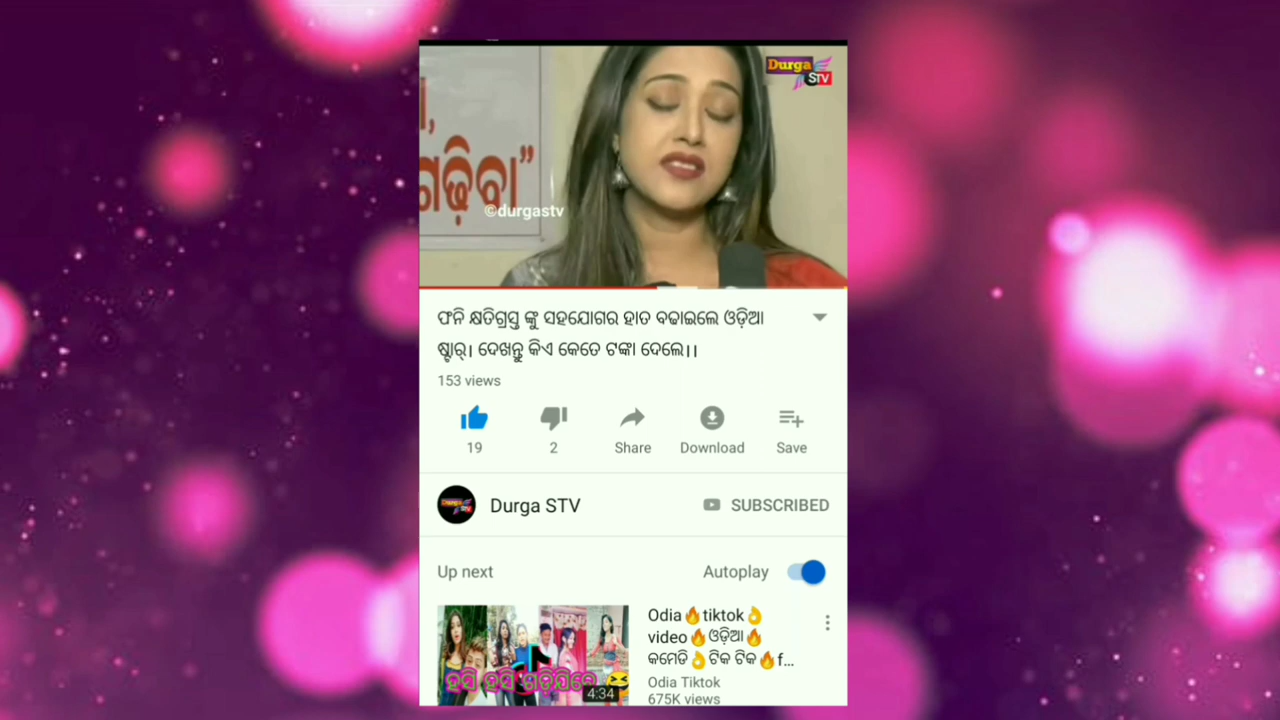 Durga
STV
ଗଢ଼ିବା”
©durgastv
ଫନି କ୍ଷତିଗ୍ରସ୍ତ ଙ୍କୁ ସହଯୋଗର ହାତ ବଢାଇଲେ ଓଡ଼ିଆ
ଷ୍ଟାର୍। ଦେଖନ୍ତୁ କିଏ କେତେ ଟଙ୍କା ଦେଲେ।।
153 views
19
2
Share
Download
Save
Durga STV
SUBSCRIBED
Up next
Autoplay
Odia🔥tiktok👌
video🔥ଓଡ଼ିଆ🔥
କମେଡି👌ଟିକ ଟିକ🔥f...
Odia Tiktok
675K views
ହସି ହସି
4:34